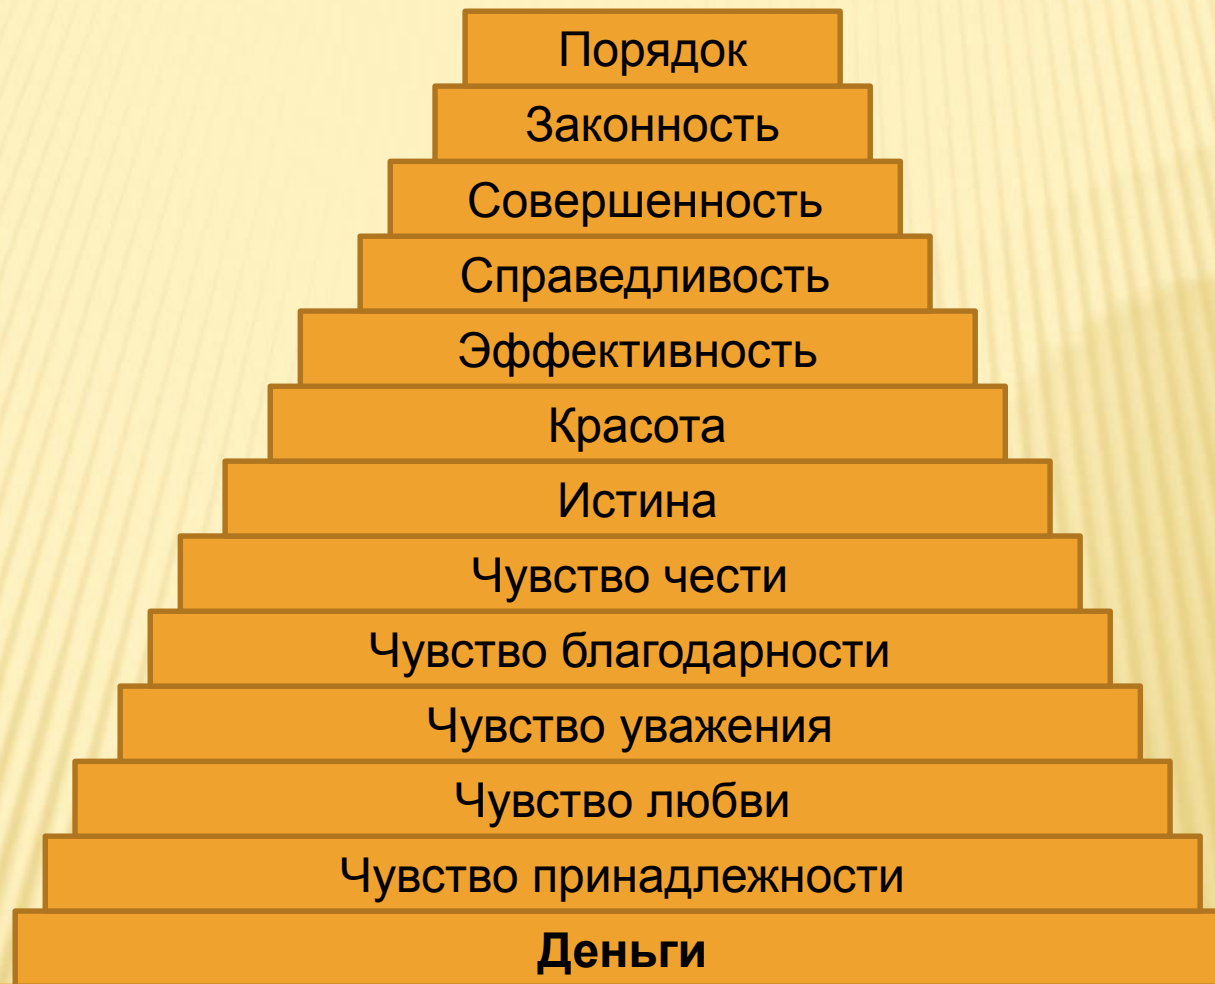 Порядок
Законность
Совершенность
Справедливость
Эффективность
Красота
Истина
Чувство чести
Чувство благодарности
Чувство уважения
Чувство любви
Чувство принадлежности
Деньги